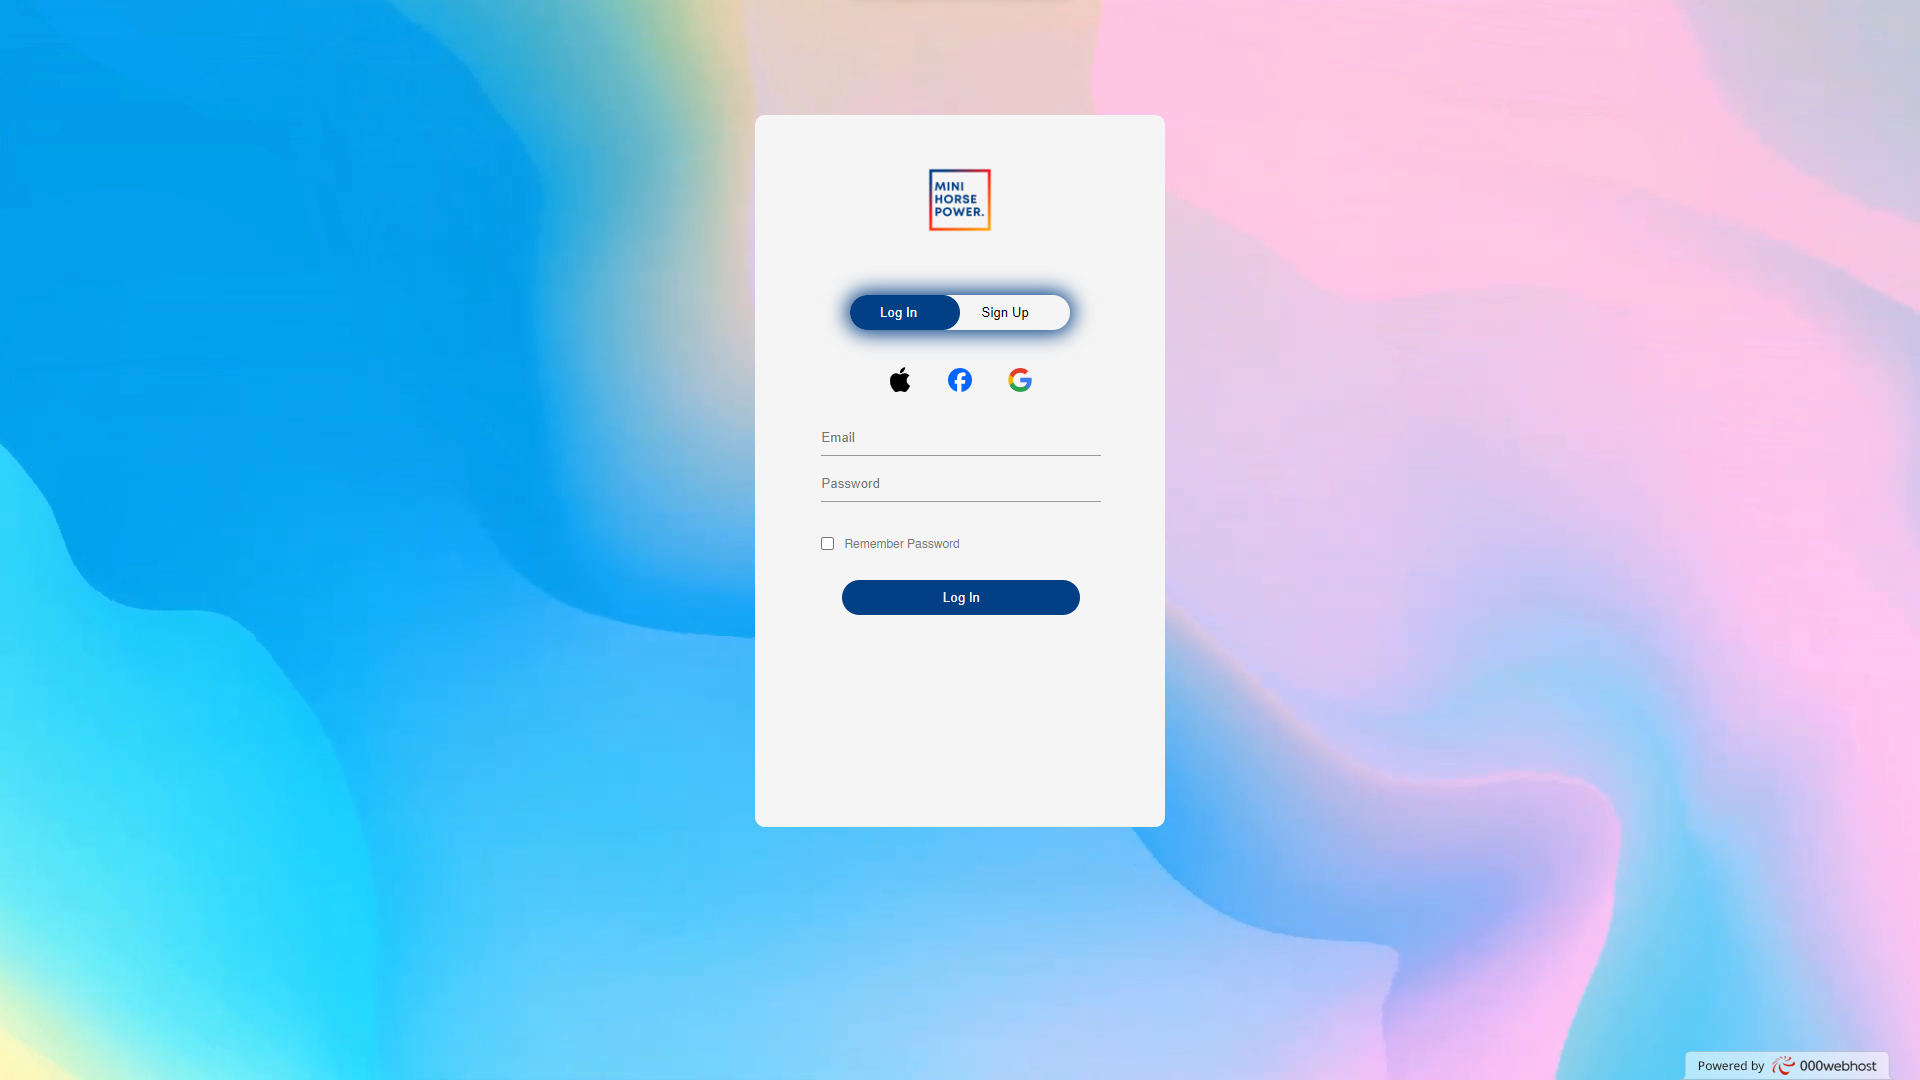 MINI
HORSE
POWER.
Log In Sign Up
Email
Password
Remember Password
Log In
Powered by 000webhost